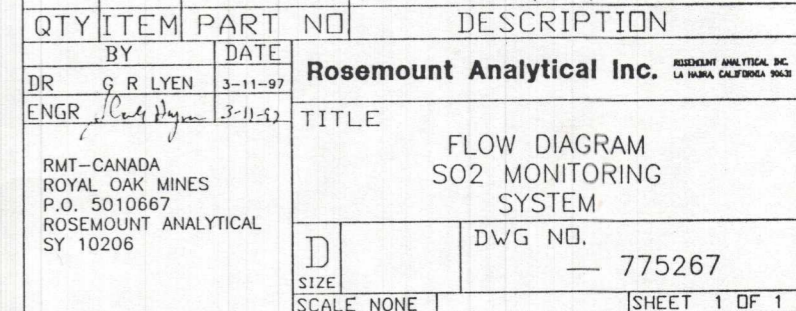 QTY ITEM PART NO DESCRIPTION
BY DATE
DR G R LYEN 3-11-97
ENGR 3-11-97
RMT-CANADA
ROYAL OAK MINES
P.O. 5010667
ROSEMOUNT ANALYTICAL
SY 10206
Rosemount Analytical Inc. ROSEMOUNT ANALYTICAL INC.
LA HABRA, CALIFORNIA 90631
TITLE
FLOW DIAGRAM
SO2 MONITORING
SYSTEM
D
SIZE
DWG NO.
— 775267
SCALE NONE
SHEET 1 OF 1